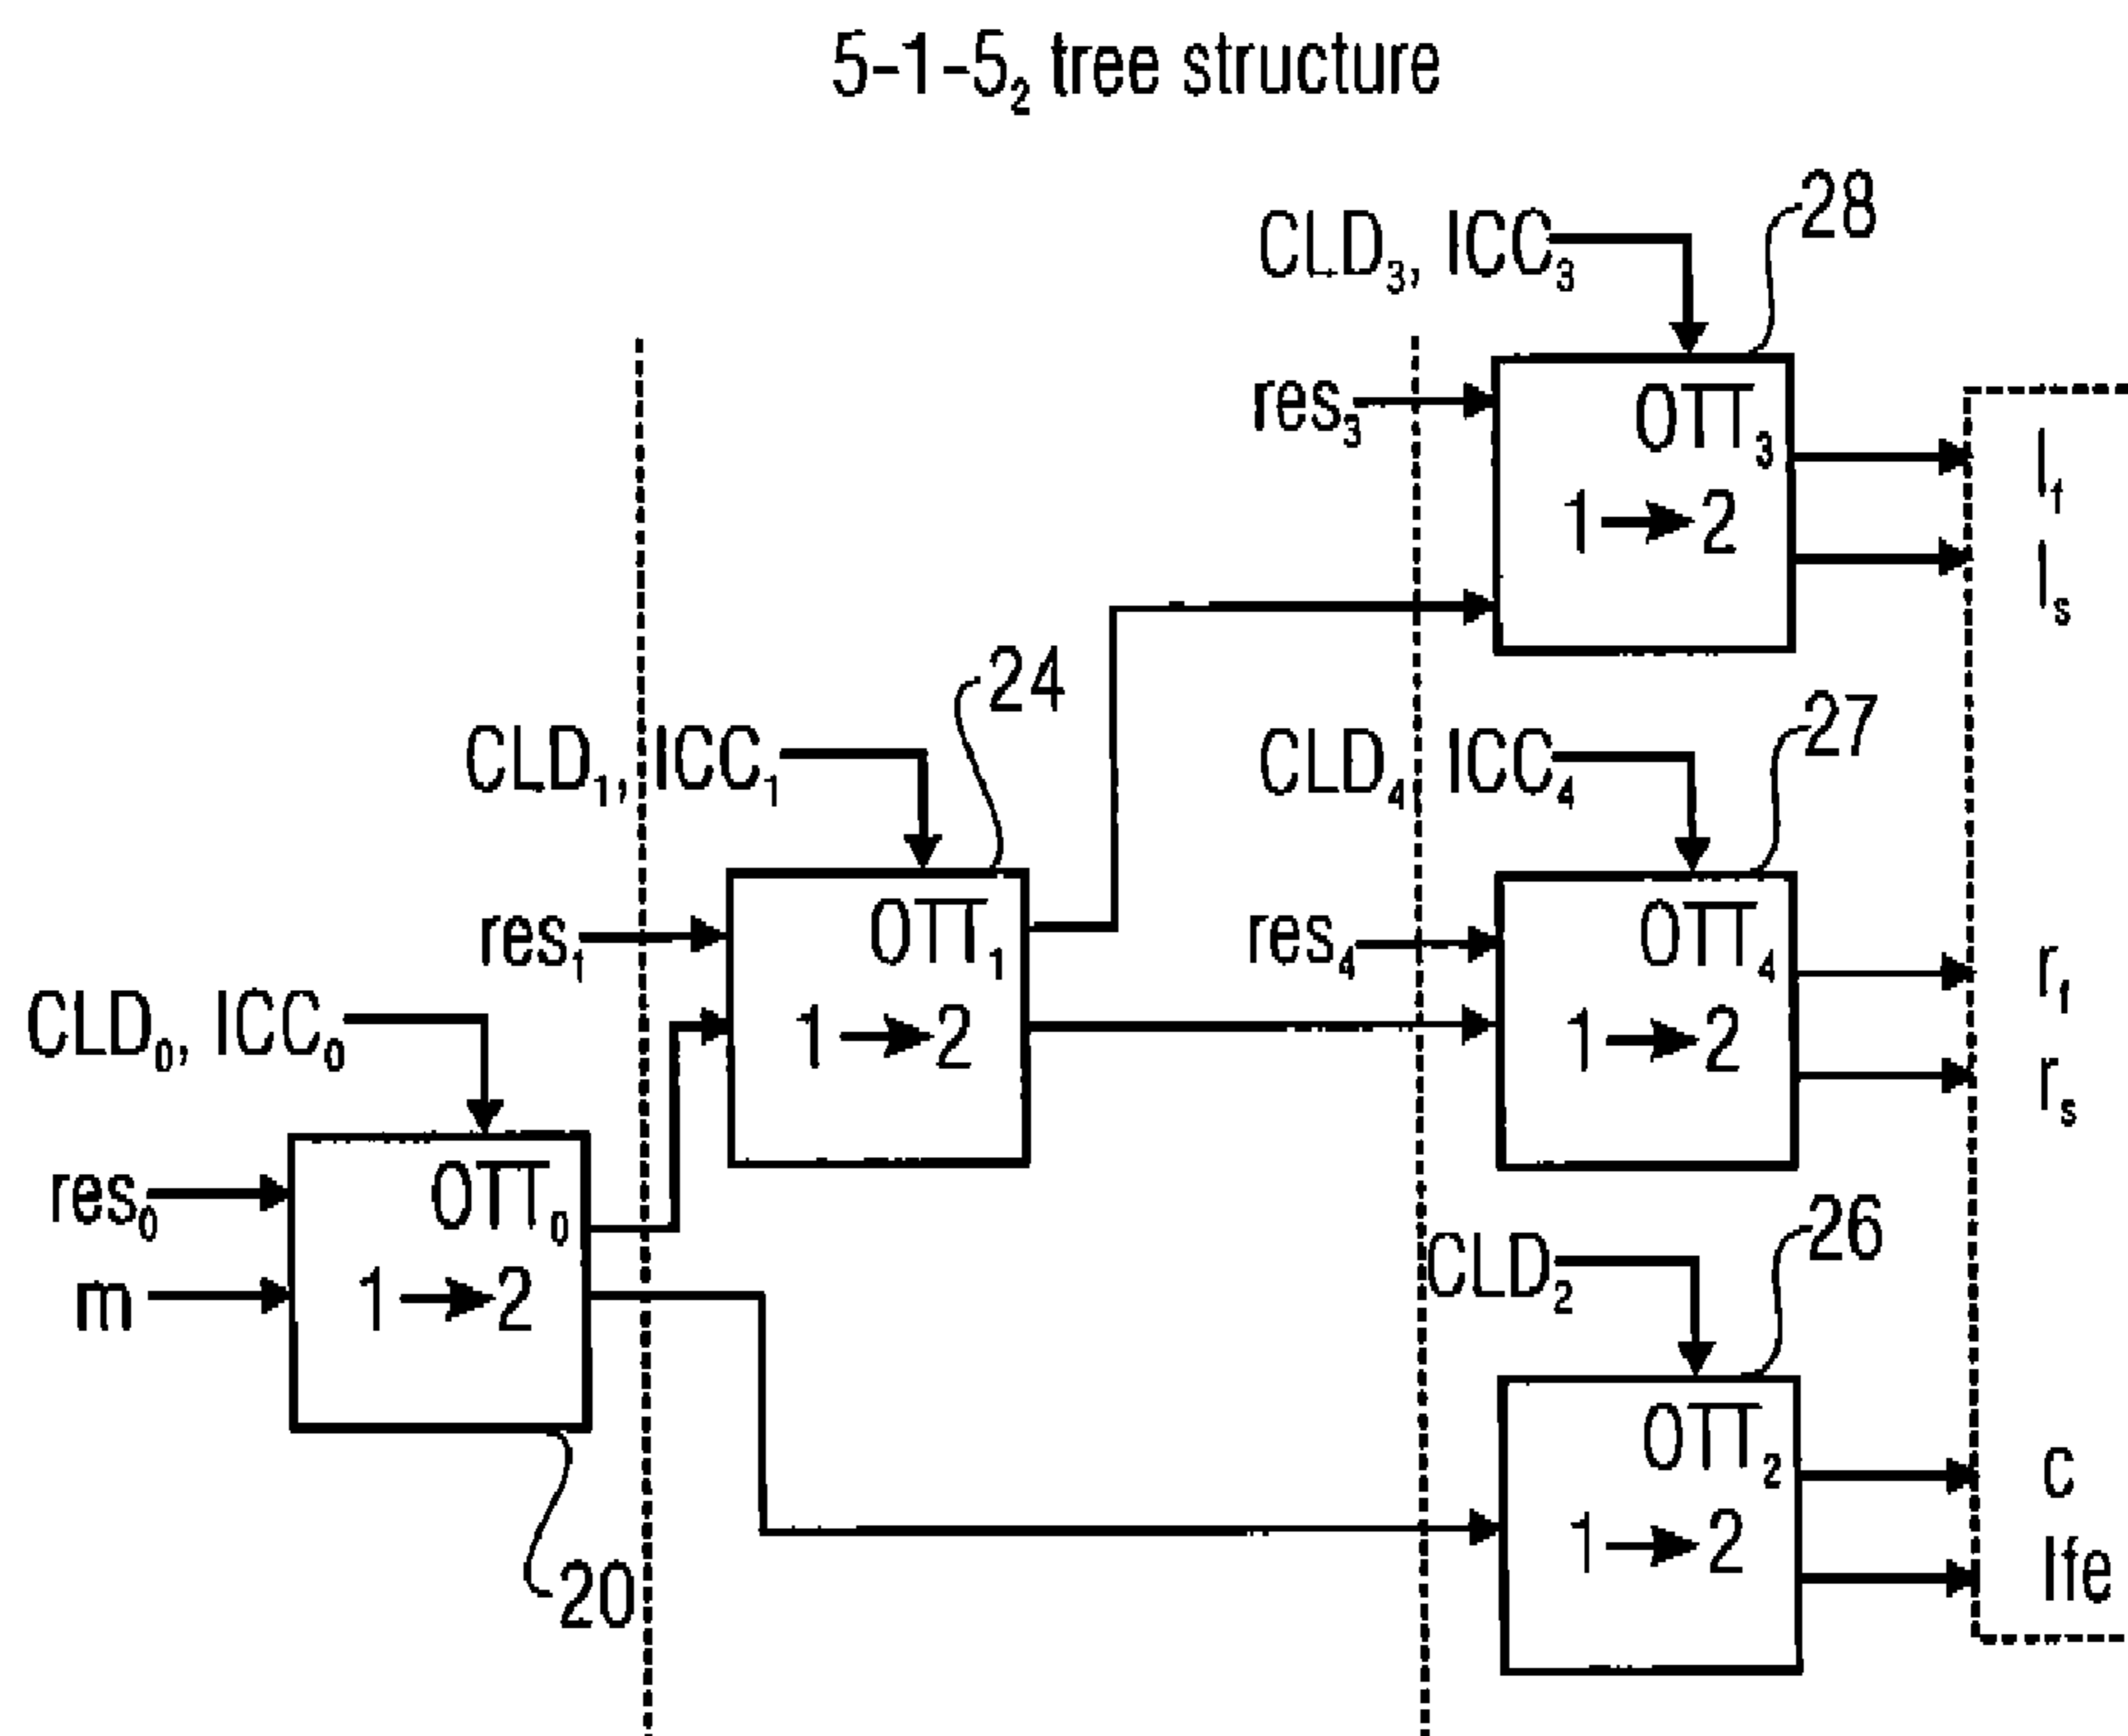 5-1-5₂ tree structure
28
CLD₃, ICC₃
res₃
OTT₃
1→2
l_f
l_s
24
27
CLD₁, ICC₁
CLD₄, ICC₄
res₁
OTT₁
1→2
res₄
OTT₄
1→2
r_f
r_s
CLD₀, ICC₀
res₀
OTT₀
m
1→2
20
26
CLD₂
OTT₂
1→2
c
lfe